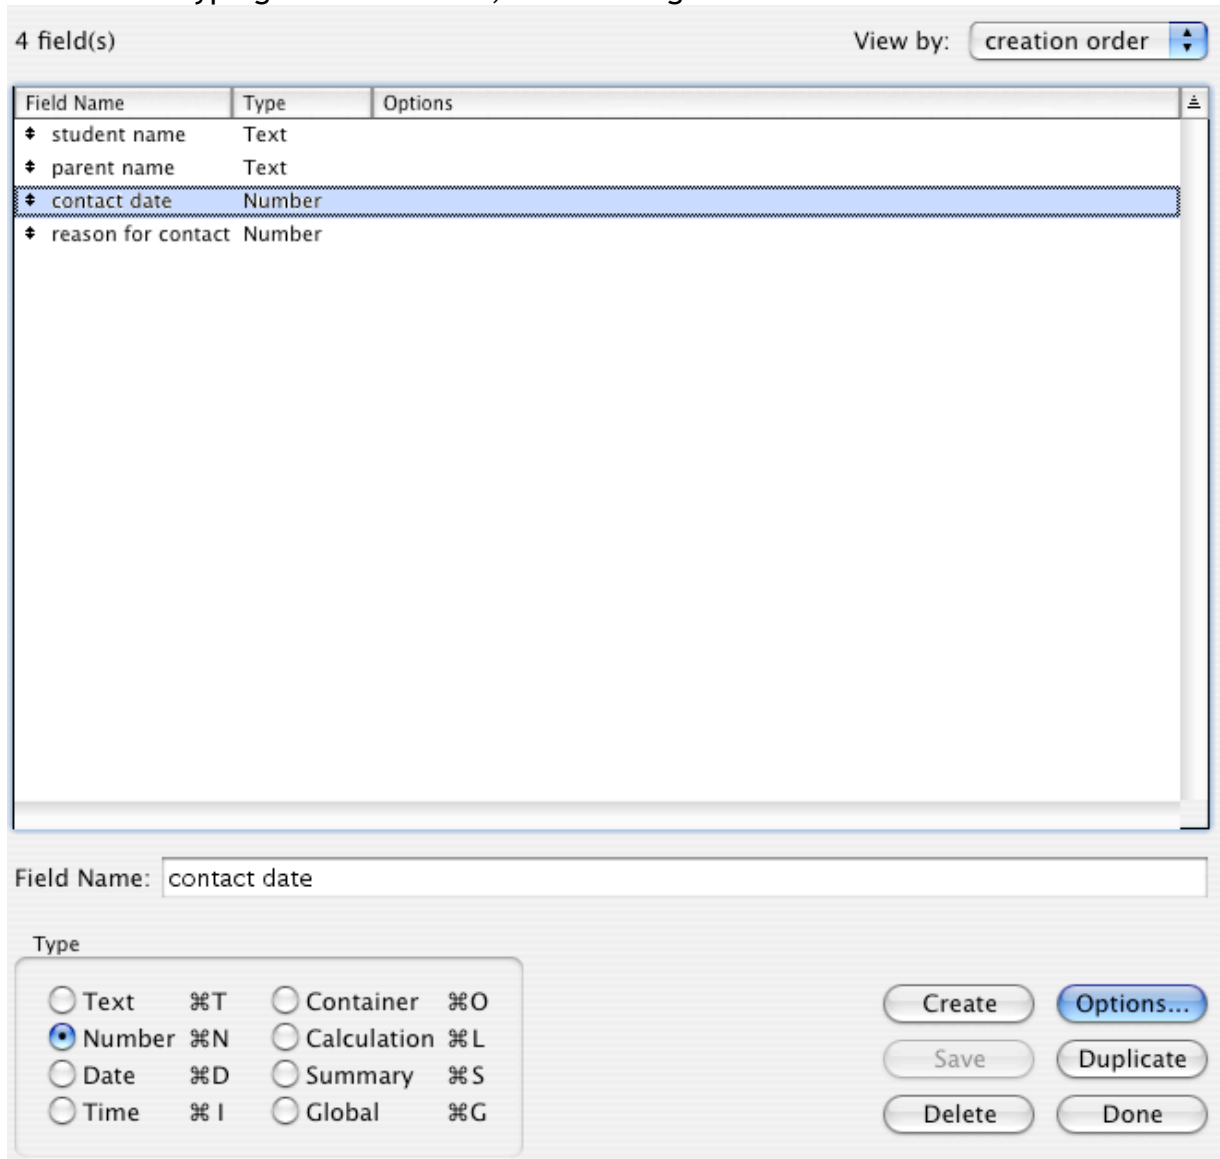 4 field(s) View by: creation order
Field Name Type Options
student name Text
parent name Text
contact date Number
reason for contact Number
Field Name: contact date
Type
Text ⌘T Container ⌘O
Number ⌘N Calculation ⌘L
Date ⌘D Summary ⌘S
Time ⌘I Global ⌘G
Create Options...
Save Duplicate
Delete Done